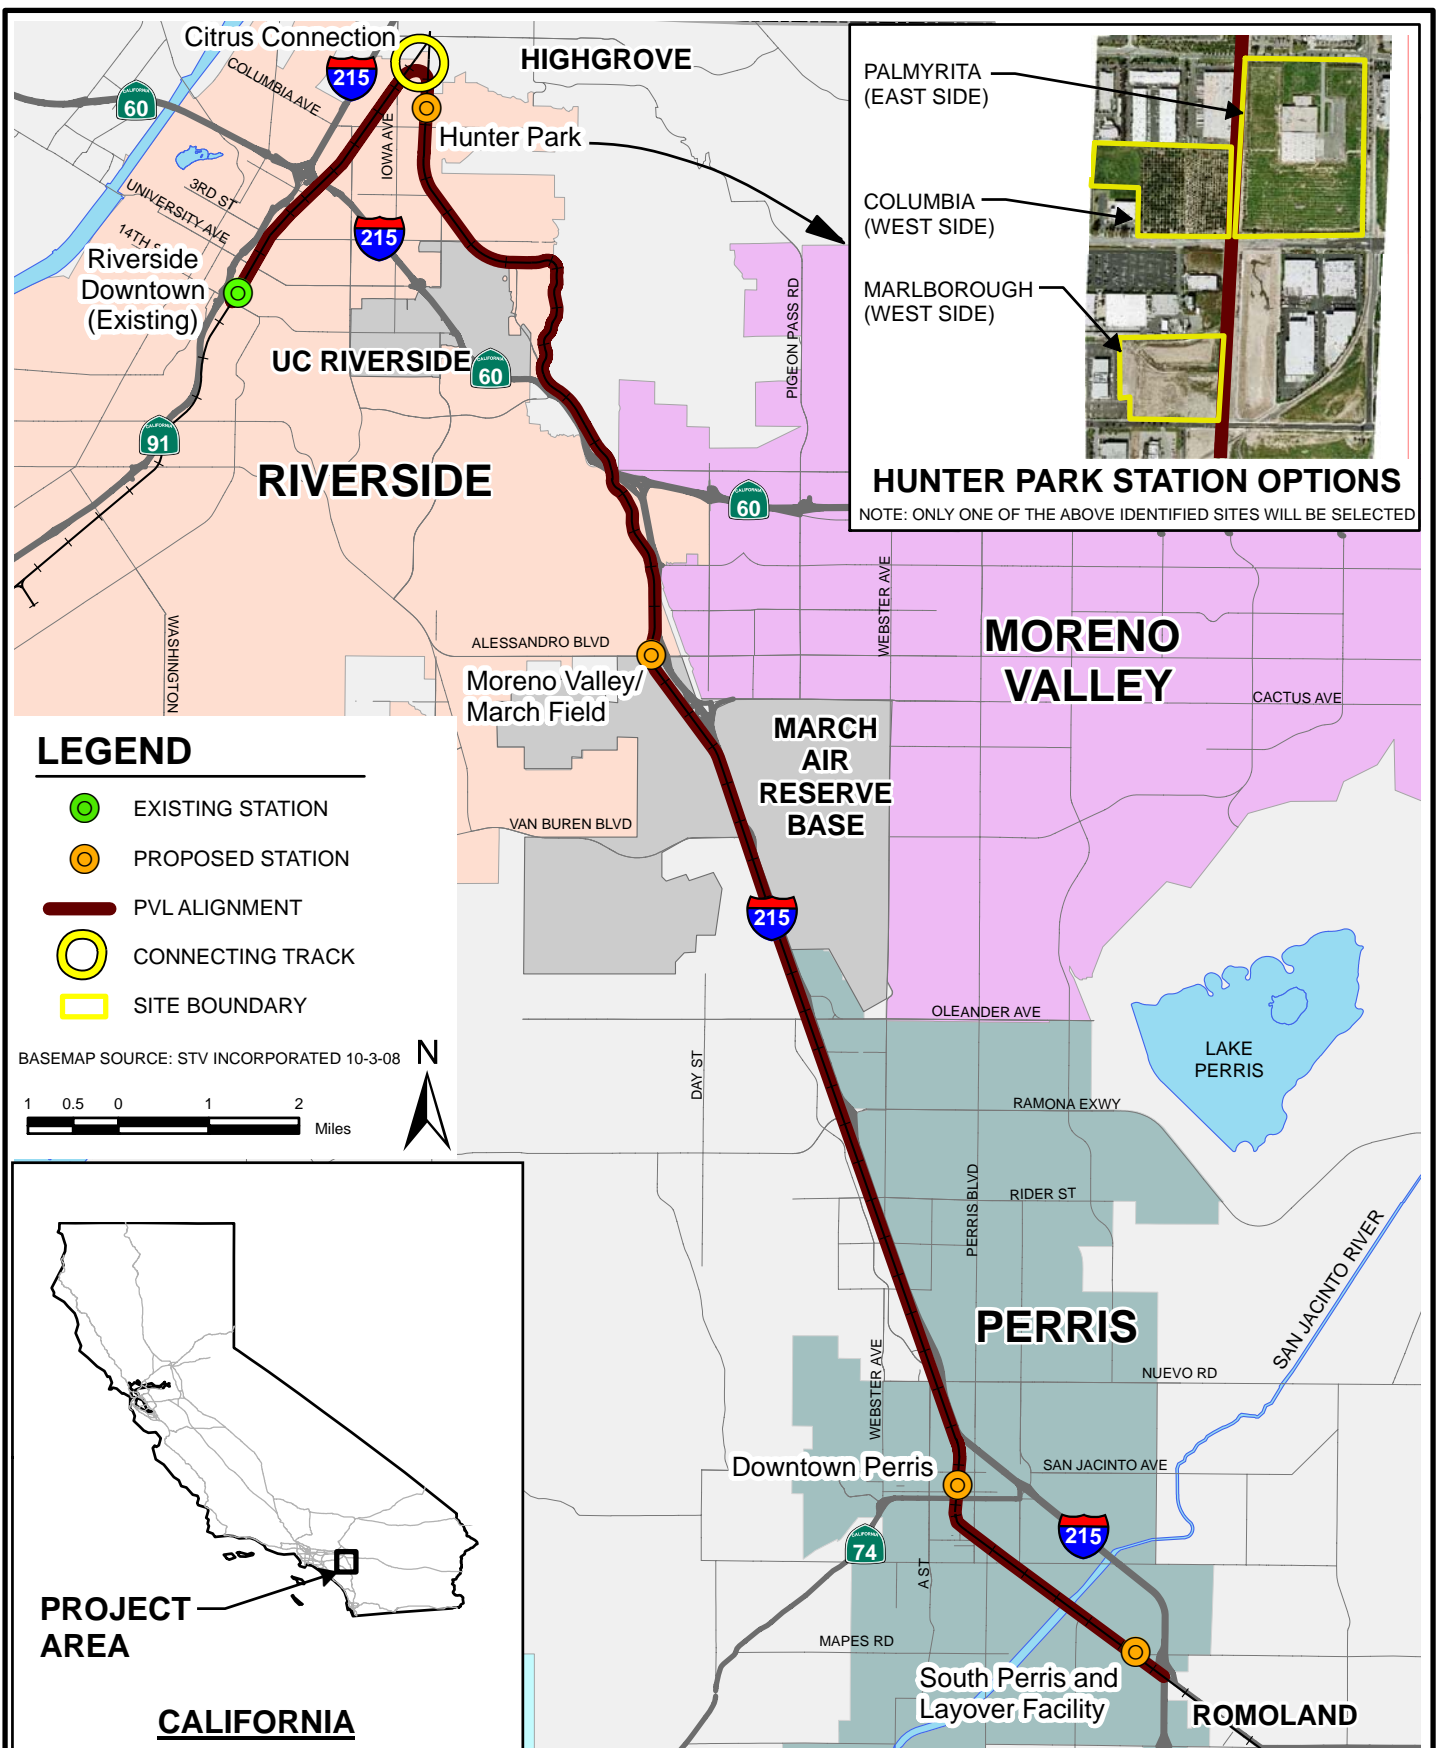 Citrus Connection
HIGHGROVE
215
60
COLUMBIA AVE
IOWA AVE
Hunter Park
3RD ST
UNIVERSITY AVE
14TH S
215
Riverside
Downtown
(Existing)
UC RIVERSIDE
CALIFORNIA
60
PIGEON PASS RD
CALIFORNIA
91
RIVERSIDE
CALIFORNIA
60
PALMYRITA
(EAST SIDE)
COLUMBIA
(WEST SIDE)
MARLBOROUGH
(WEST SIDE)
HUNTER PARK STATION OPTIONS
NOTE: ONLY ONE OF THE ABOVE IDENTIFIED SITES WILL BE SELECTED
WASHINGTON
ALESSANDRO BLVD
WEBSTER AVE
MORENO
VALLEY
Moreno Valley/
March Field
CACTUS AVE
MARCH
AIR
RESERVE
BASE
VAN BUREN BLVD
215
LEGEND
EXISTING STATION
PROPOSED STATION
PVL ALIGNMENT
CONNECTING TRACK
SITE BOUNDARY
BASEMAP SOURCE: STV INCORPORATED 10-3-08
N
1 0.5 0 1 2
Miles
OLEANDER AVE
LAKE
PERRIS
DAY ST
RAMONA EXWY
PERRIS BLVD
RIDER ST
SAN JACINTO RIVER
PERRIS
WEBSTER AVE
NUEVO RD
Downtown Perris
SAN JACINTO AVE
215
CALIFORNIA
74
A ST
MAPES RD
South Perris and
Layover Facility
ROMOLAND
PROJECT
AREA
CALIFORNIA